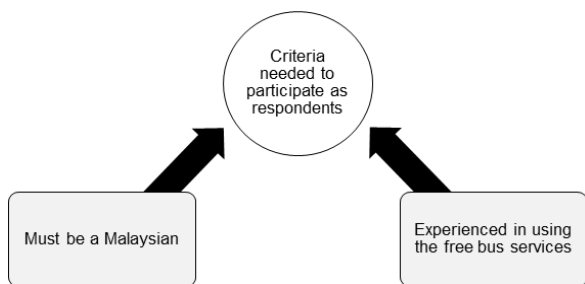 Criteria
needed to
participate as
respondents
Must be a Malaysian
Experienced in using
the free bus services